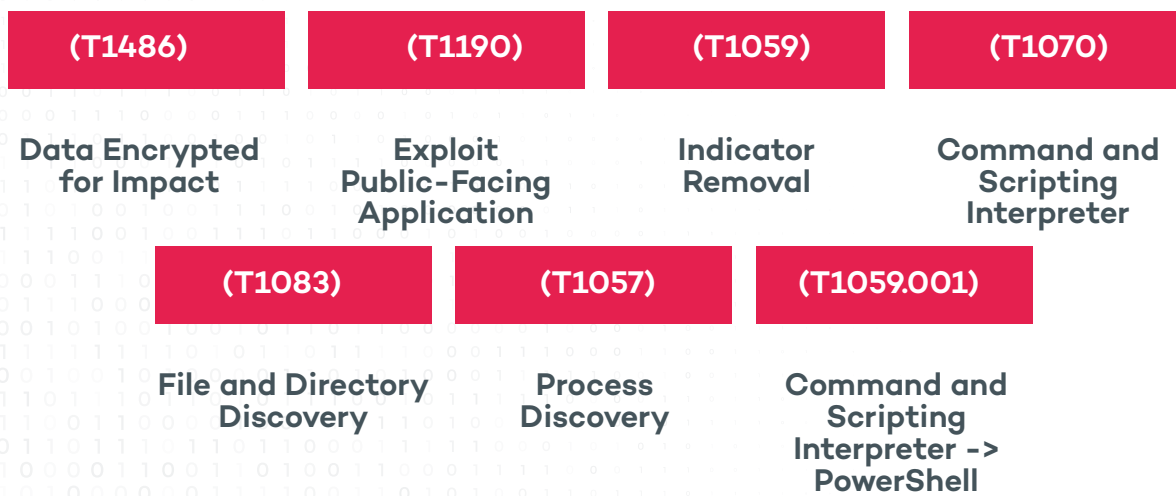 (T1486)
(T1190)
(T1059)
(T1070)
Data Encrypted
for Impact
Exploit
Public-Facing
Application
Indicator
Removal
Command and
Scripting
Interpreter
(T1083)
(T1057)
(T1059.001)
File and Directory
Discovery
Process
Discovery
Command and
Scripting
Interpreter ->
PowerShell